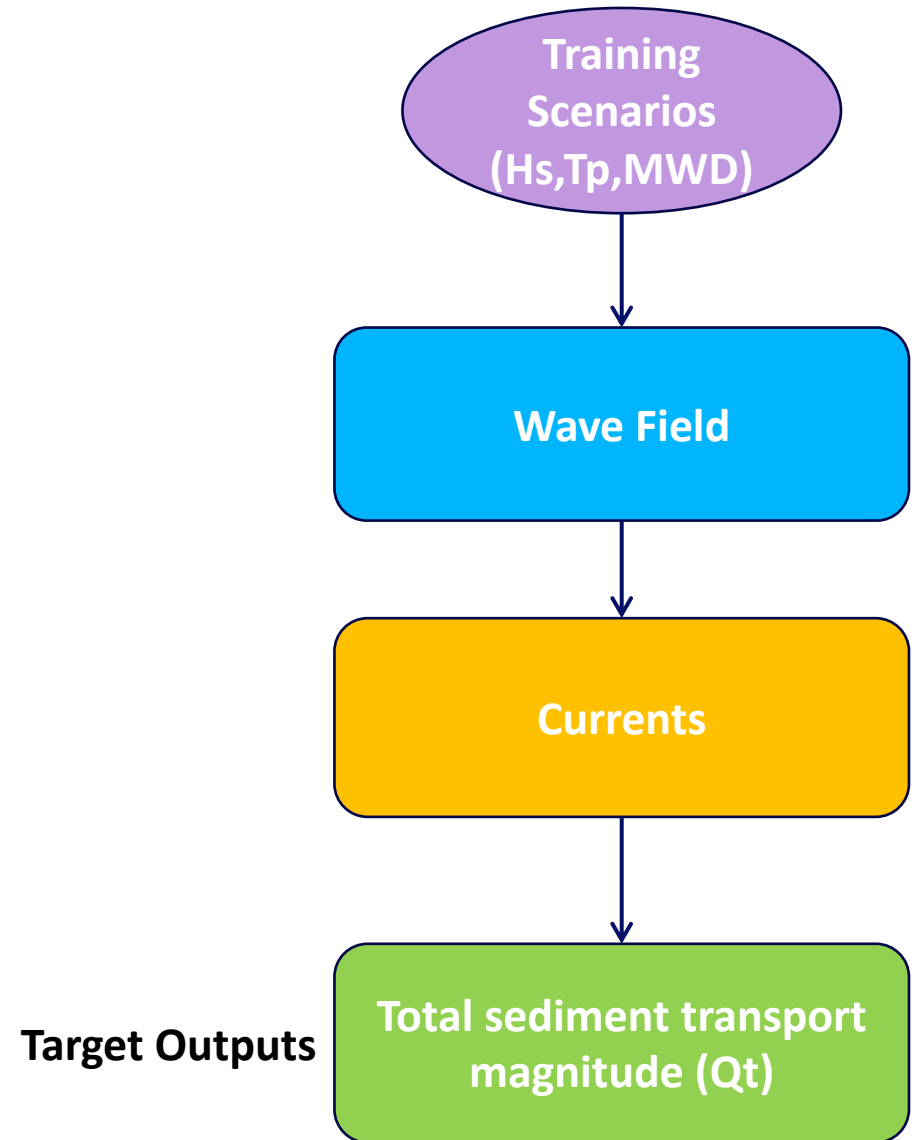 Training
Scenarios
(Hs,Tp,MWD)
Wave Field
Currents
Target Outputs
Total sediment transport
magnitude (Qt)